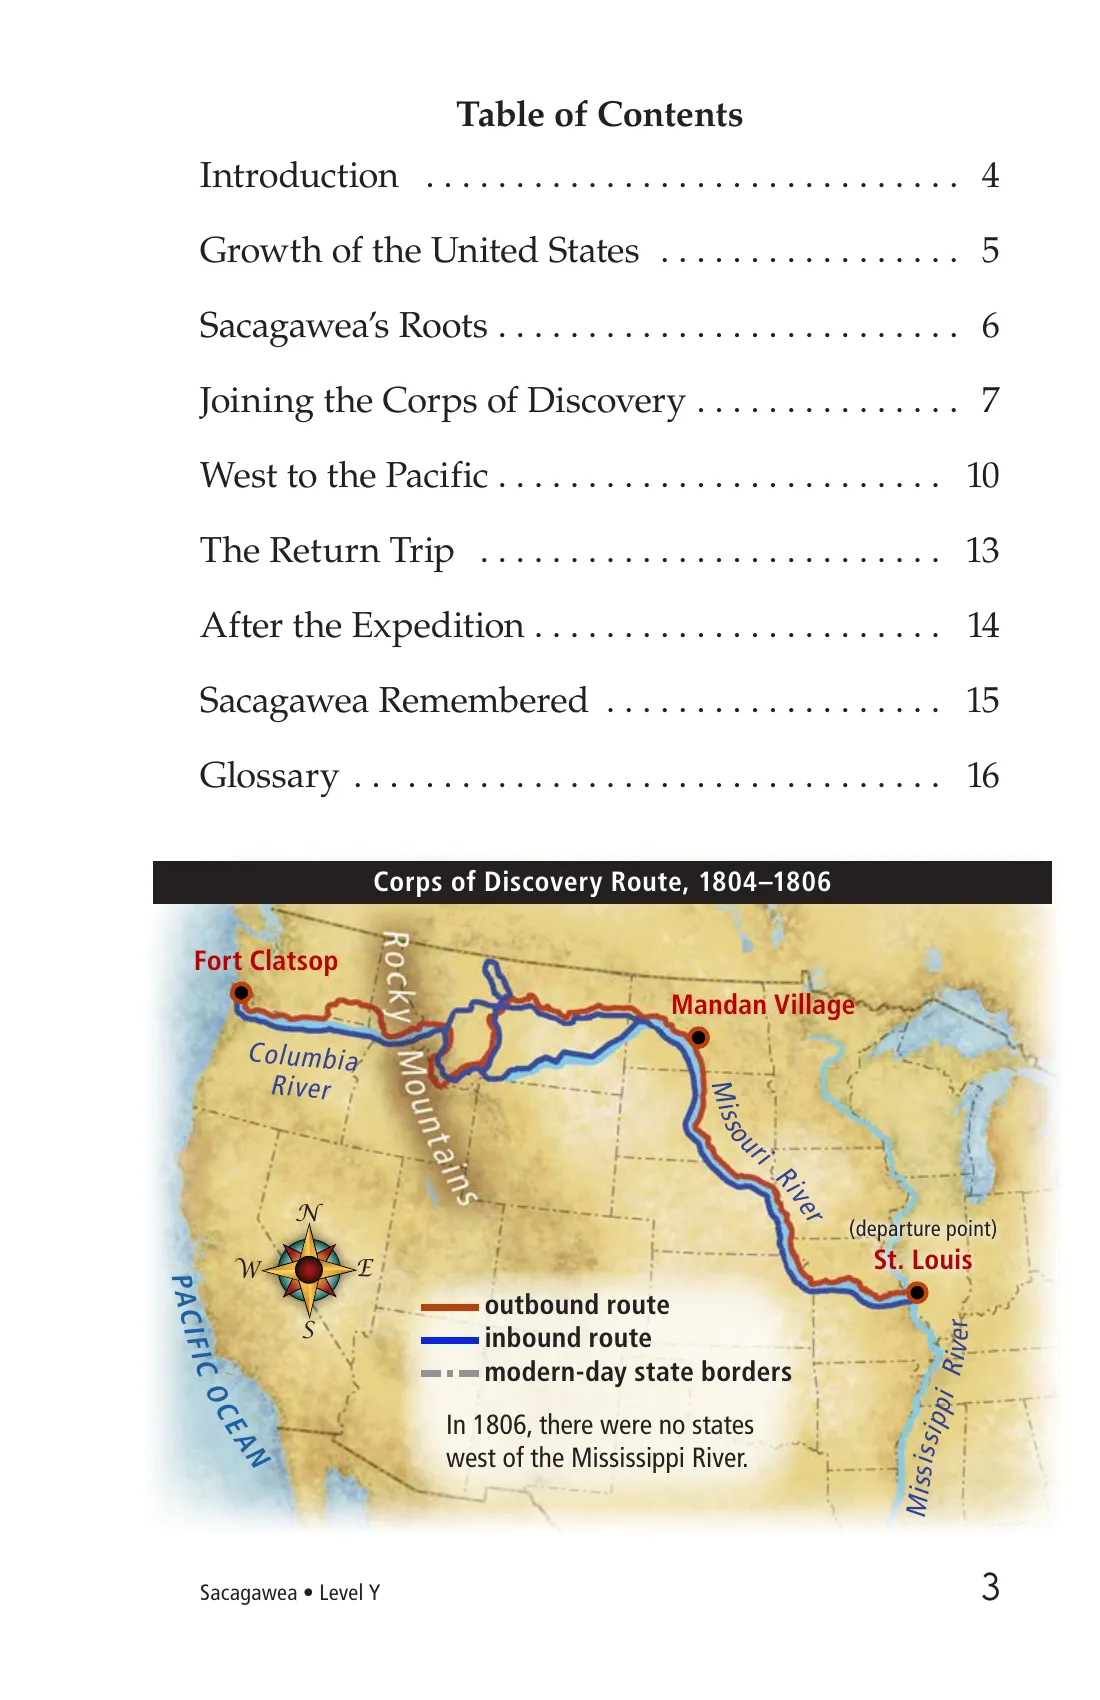 Table of Contents
Introduction . . . . . . . . . . . . . . . . . . . . . . . . . . . . . . 4
Growth of the United States . . . . . . . . . . . . . . . . . 5
Sacagawea’s Roots . . . . . . . . . . . . . . . . . . . . . . . . . . 6
Joining the Corps of Discovery . . . . . . . . . . . . . . . 7
West to the Pacific . . . . . . . . . . . . . . . . . . . . . . . . . 10
The Return Trip . . . . . . . . . . . . . . . . . . . . . . . . . . 13
After the Expedition . . . . . . . . . . . . . . . . . . . . . . . 14
Sacagawea Remembered . . . . . . . . . . . . . . . . . . . 15
Glossary . . . . . . . . . . . . . . . . . . . . . . . . . . . . . . . . . 16
Corps of Discovery Route, 1804–1806
Fort Clatsop
Rocky Mountains
Mandan Village
Columbia
River
Missouri River
(departure point)
St. Louis
N
W
E
S
PACIFIC OCEAN
Mississippi River
outbound route
inbound route
modern-day state borders
In 1806, there were no states
west of the Mississippi River.
Sacagawea • Level Y
3